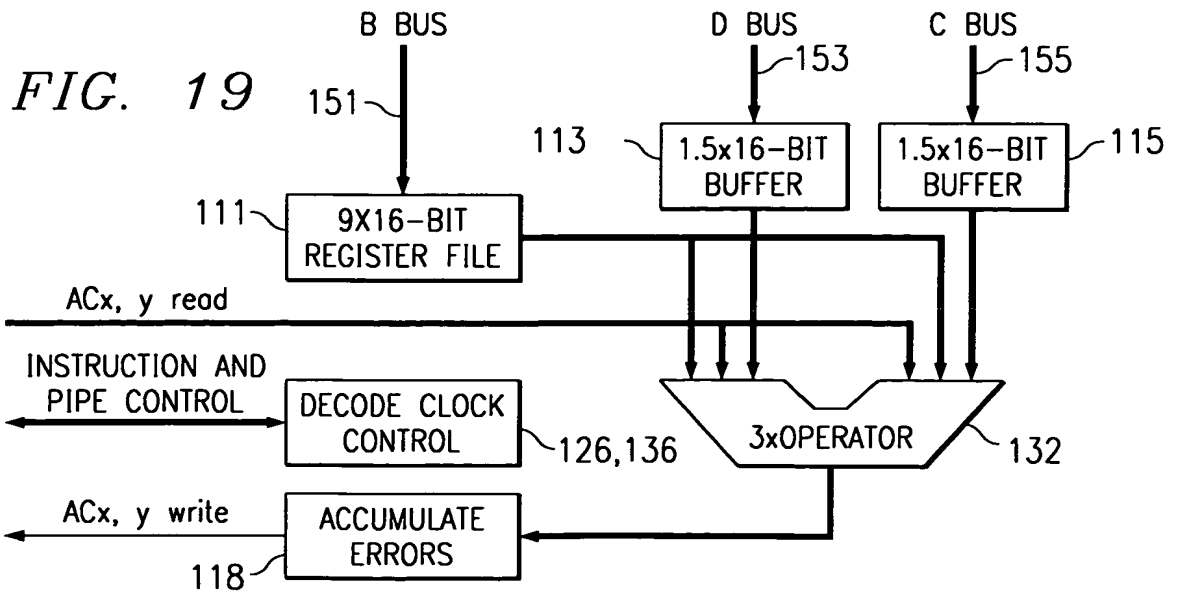 B BUS
D BUS
C BUS
FIG. 19
151
153
155
113
1.5x16-BIT
BUFFER
1.5x16-BIT
BUFFER
115
111
9X16-BIT
REGISTER FILE
ACx, y read
INSTRUCTION AND
PIPE CONTROL
DECODE CLOCK
CONTROL
126,136
3xOPERATOR
132
ACx, y write
ACCUMULATE
ERRORS
118